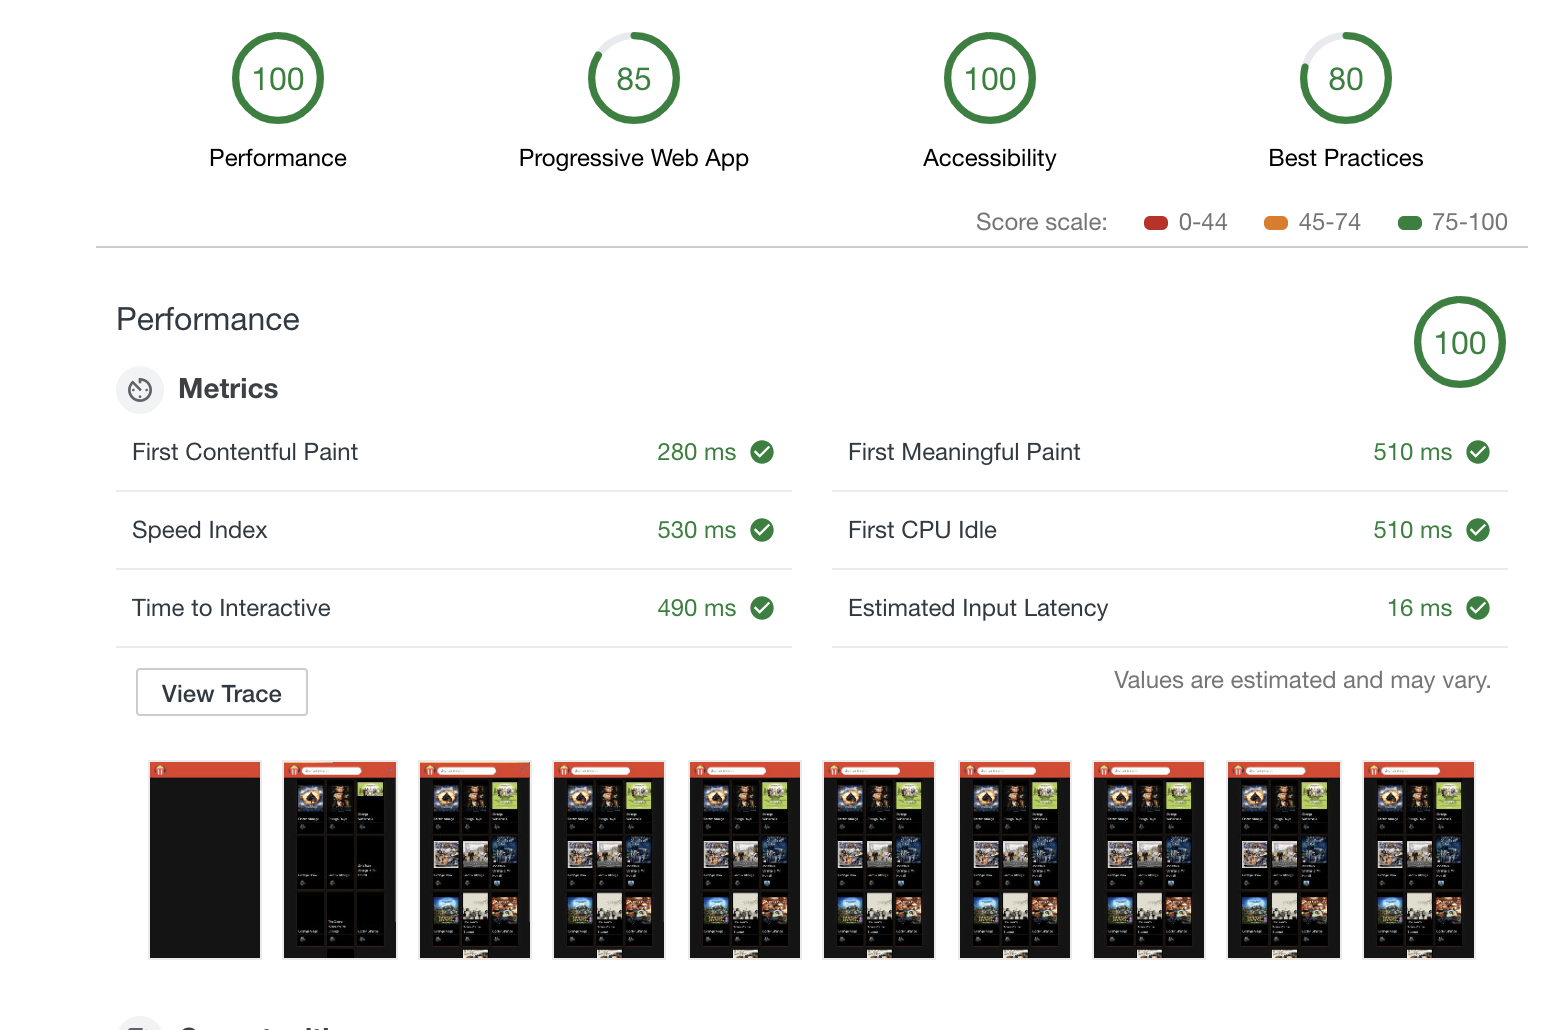 100
85
100
80
Performance
Progressive Web App
Accessibility
Best Practices
Score scale: 0-44 45-74 75-100
Performance
100
Metrics
First Contentful Paint 280 ms
First Meaningful Paint 510 ms
Speed Index 530 ms
First CPU Idle 510 ms
Time to Interactive 490 ms
Estimated Input Latency 16 ms
View Trace
Values are estimated and may vary.